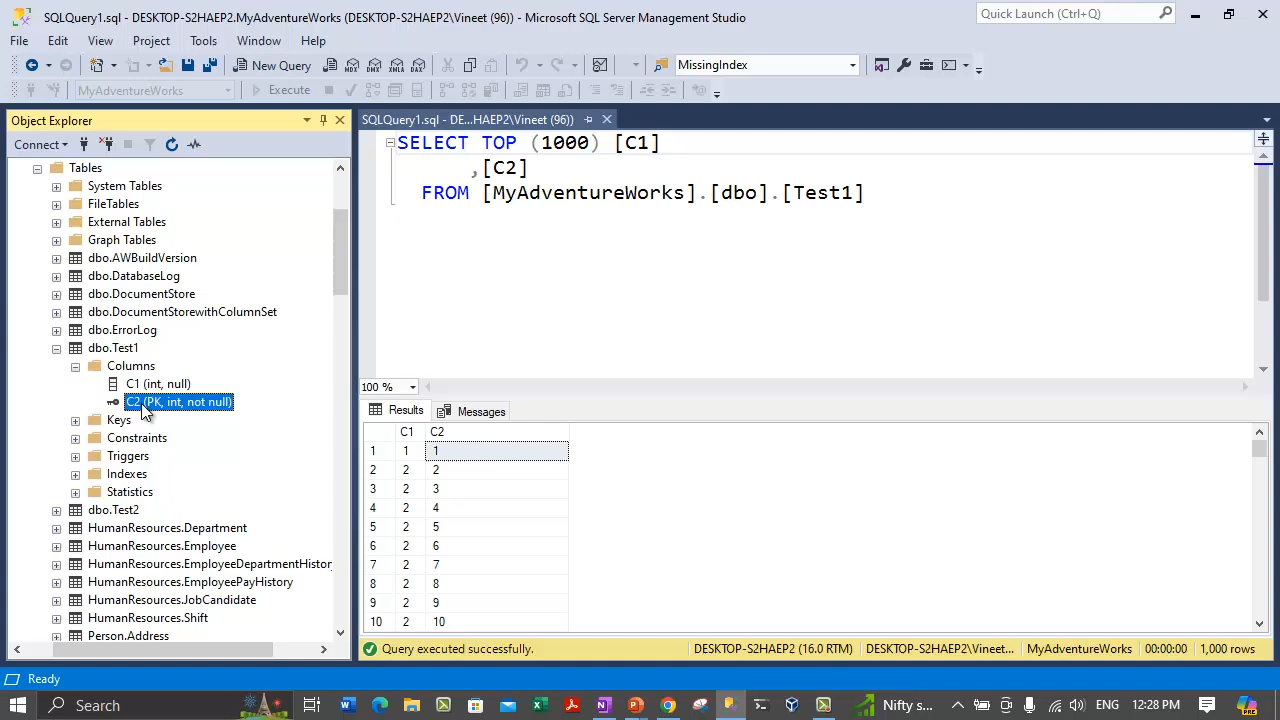 SQLQuery1.sql - DESKTOP-S2HAEP2.MyAdventureWorks (DESKTOP-S2HAEP2\Vineet (96)) - Microsoft SQL Server Management Studio
Quick Launch (Ctrl+Q)
File Edit View Project Tools Window Help
New Query MDX DMX XMLA DAX MissingIndex
MyAdventureWorks Execute
Object Explorer
Connect
Tables
System Tables
FileTables
External Tables
Graph Tables
dbo.AWBuildVersion
dbo.DatabaseLog
dbo.DocumentStore
dbo.DocumentStorewithColumnSet
dbo.ErrorLog
dbo.Test1
Columns
C1 (int, null)
C2 (PK, int, not null)
Keys
Constraints
Triggers
Indexes
Statistics
dbo.Test2
HumanResources.Department
HumanResources.Employee
HumanResources.EmployeeDepartmentHistor
HumanResources.EmployeePayHistory
HumanResources.JobCandidate
HumanResources.Shift
Person.Address
SQLQuery1.sql - DE...HAEP2\Vineet (96))
SELECT TOP (1000) [C1]
,[C2]
FROM [MyAdventureWorks].[dbo].[Test1]
100 %
Results Messages
C1 C2
1 1 1
2 2 2
3 2 3
4 2 4
5 2 5
6 2 6
7 2 7
8 2 8
9 2 9
10 2 10
Query executed successfully. DESKTOP-S2HAEP2 (16.0 RTM) DESKTOP-S2HAEP2\Vineet... MyAdventureWorks 00:00:00 1,000 rows
Ready
Search Nifty s... ENG 12:28 PM